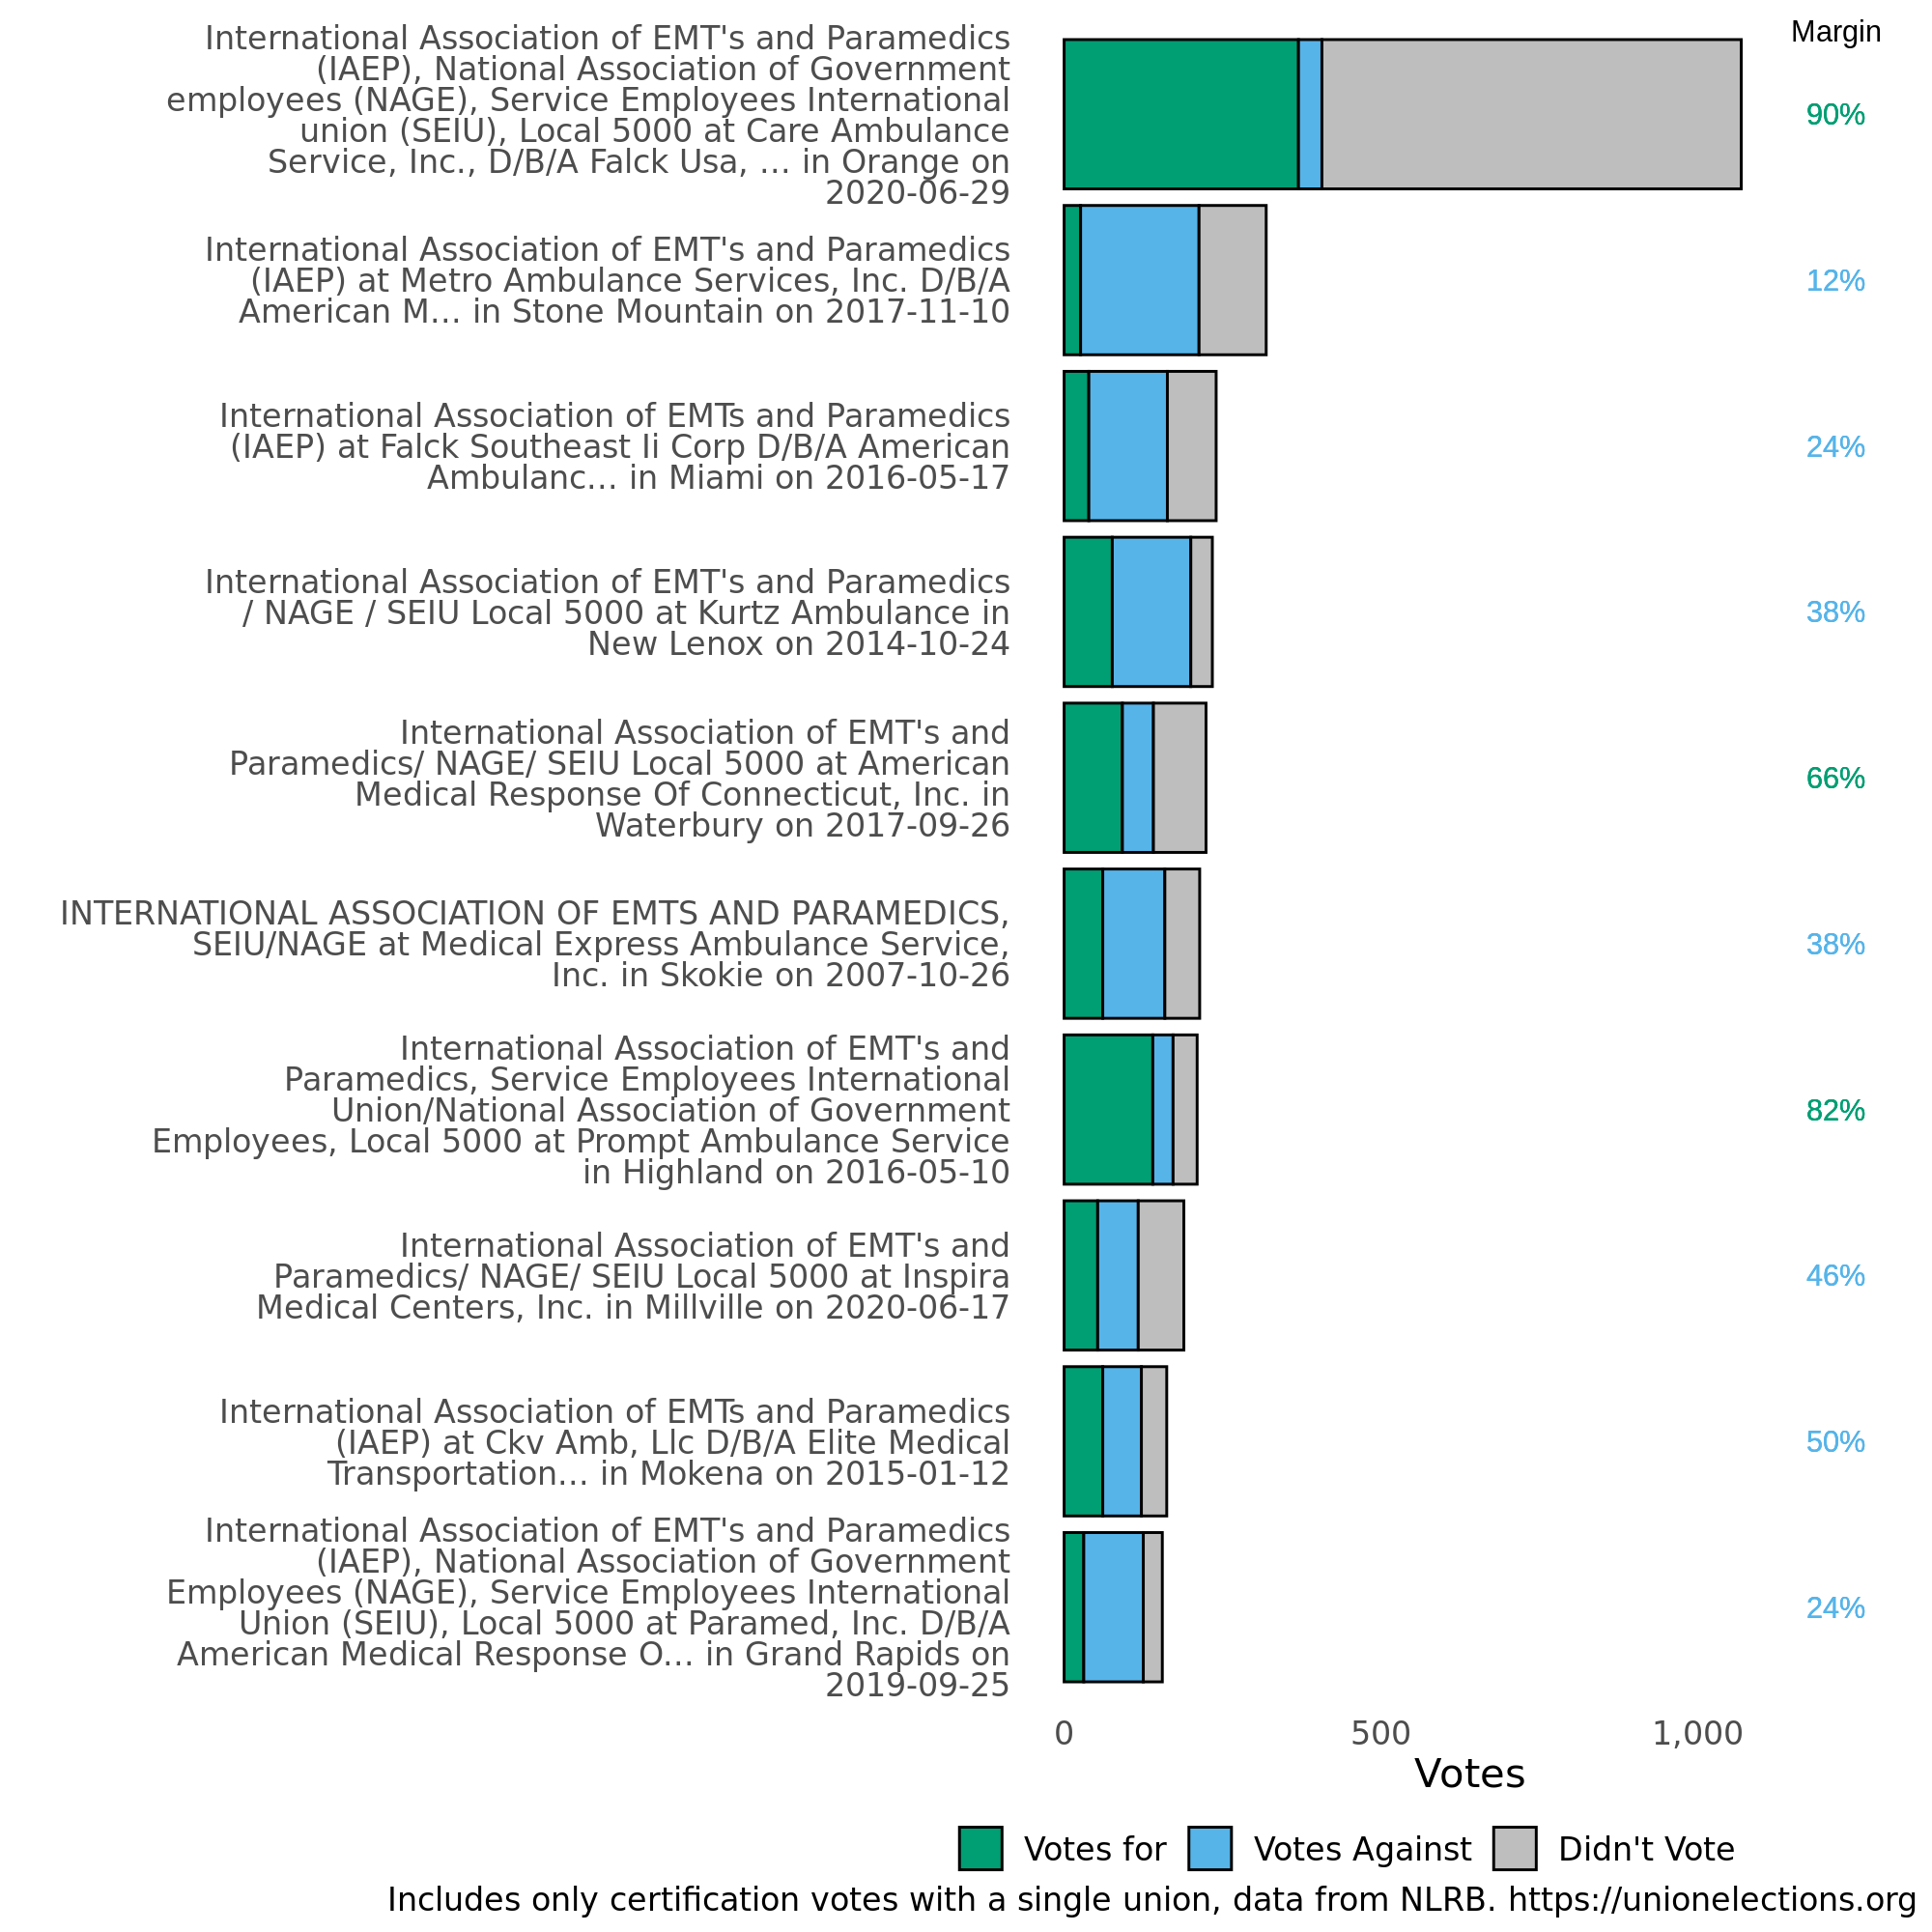 Margin
International Association of EMT's and Paramedics
(IAEP), National Association of Government
employees (NAGE), Service Employees International
union (SEIU), Local 5000 at Care Ambulance
Service, Inc., D/B/A Falck Usa, ... in Orange on
2020-06-29
90%
International Association of EMT's and Paramedics
(IAEP) at Metro Ambulance Services, Inc. D/B/A
American M... in Stone Mountain on 2017-11-10
12%
International Association of EMTs and Paramedics
(IAEP) at Falck Southeast Ii Corp D/B/A American
Ambulanc... in Miami on 2016-05-17
24%
International Association of EMT's and Paramedics
/ NAGE / SEIU Local 5000 at Kurtz Ambulance in
New Lenox on 2014-10-24
38%
International Association of EMT's and
Paramedics/ NAGE/ SEIU Local 5000 at American
Medical Response Of Connecticut, Inc. in
Waterbury on 2017-09-26
66%
INTERNATIONAL ASSOCIATION OF EMTS AND PARAMEDICS,
SEIU/NAGE at Medical Express Ambulance Service,
Inc. in Skokie on 2007-10-26
38%
International Association of EMT's and
Paramedics, Service Employees International
Union/National Association of Government
Employees, Local 5000 at Prompt Ambulance Service
in Highland on 2016-05-10
82%
International Association of EMT's and
Paramedics/ NAGE/ SEIU Local 5000 at Inspira
Medical Centers, Inc. in Millville on 2020-06-17
46%
International Association of EMTs and Paramedics
(IAEP) at Ckv Amb, Llc D/B/A Elite Medical
Transportation... in Mokena on 2015-01-12
50%
International Association of EMT's and Paramedics
(IAEP), National Association of Government
Employees (NAGE), Service Employees International
Union (SEIU), Local 5000 at Paramed, Inc. D/B/A
American Medical Response O... in Grand Rapids on
2019-09-25
24%
0 500 1,000
Votes
Votes for Votes Against Didn't Vote
Includes only certification votes with a single union, data from NLRB. https://unionelections.org